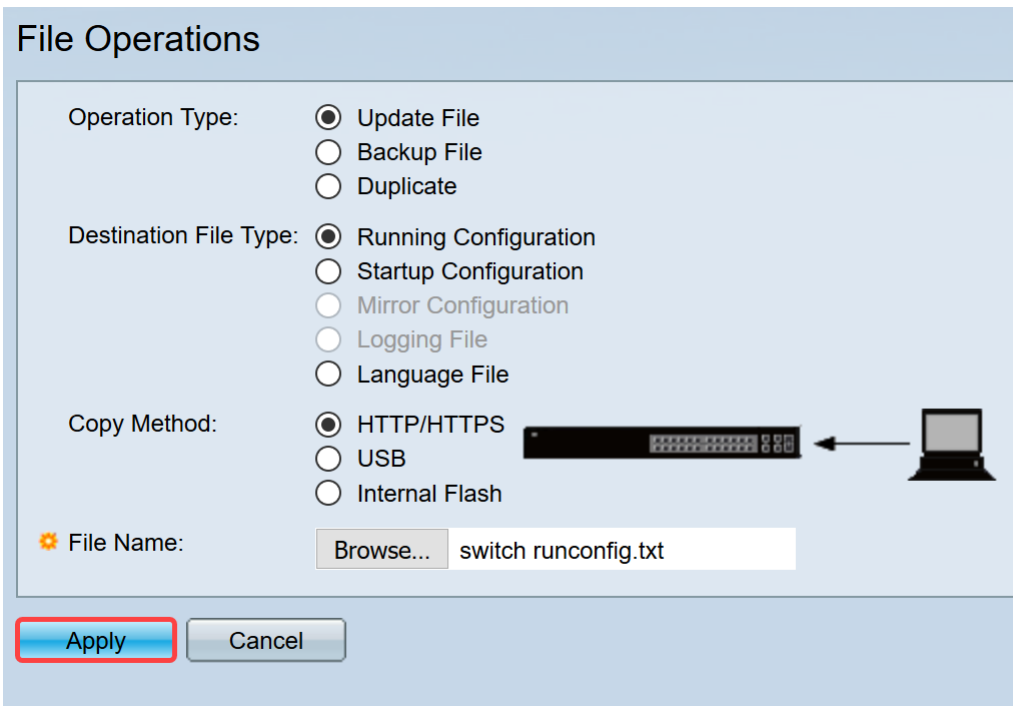 File Operations
Operation Type:
Update File
Backup File
Duplicate
Destination File Type:
Running Configuration
Startup Configuration
Mirror Configuration
Logging File
Language File
Copy Method:
HTTP/HTTPS
USB
Internal Flash
File Name:
Browse... switch runconfig.txt
Apply Cancel